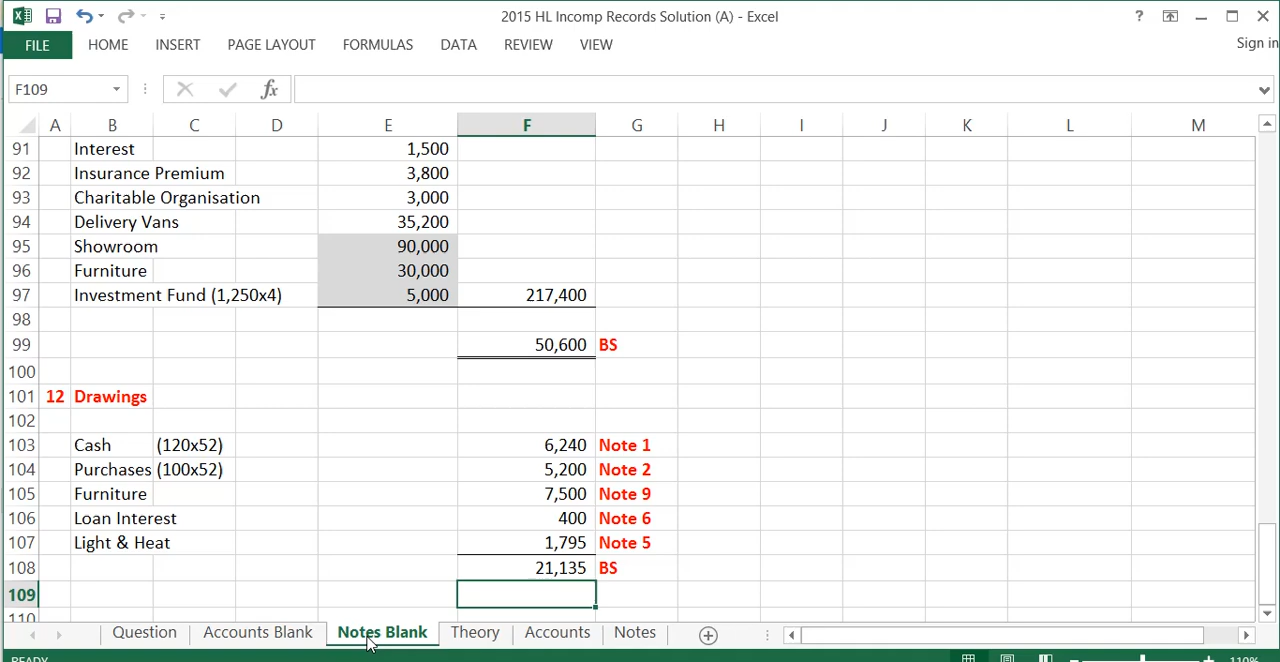 2015 HL Incomp Records Solution (A) - Excel
?
FILE HOME INSERT PAGE LAYOUT FORMULAS DATA REVIEW VIEW Sign in
F109 fx
A B C D E F G H I J K L M
91 Interest 1,500
92 Insurance Premium 3,800
93 Charitable Organisation 3,000
94 Delivery Vans 35,200
95 Showroom 90,000
96 Furniture 30,000
97 Investment Fund (1,250x4) 5,000 217,400
98
99 50,600 BS
100
101 12 Drawings
102
103 Cash (120x52) 6,240 Note 1
104 Purchases (100x52) 5,200 Note 2
105 Furniture 7,500 Note 9
106 Loan Interest 400 Note 6
107 Light & Heat 1,795 Note 5
108 21,135 BS
109
110
Question Accounts Blank Notes Blank Theory Accounts Notes
READY 110%